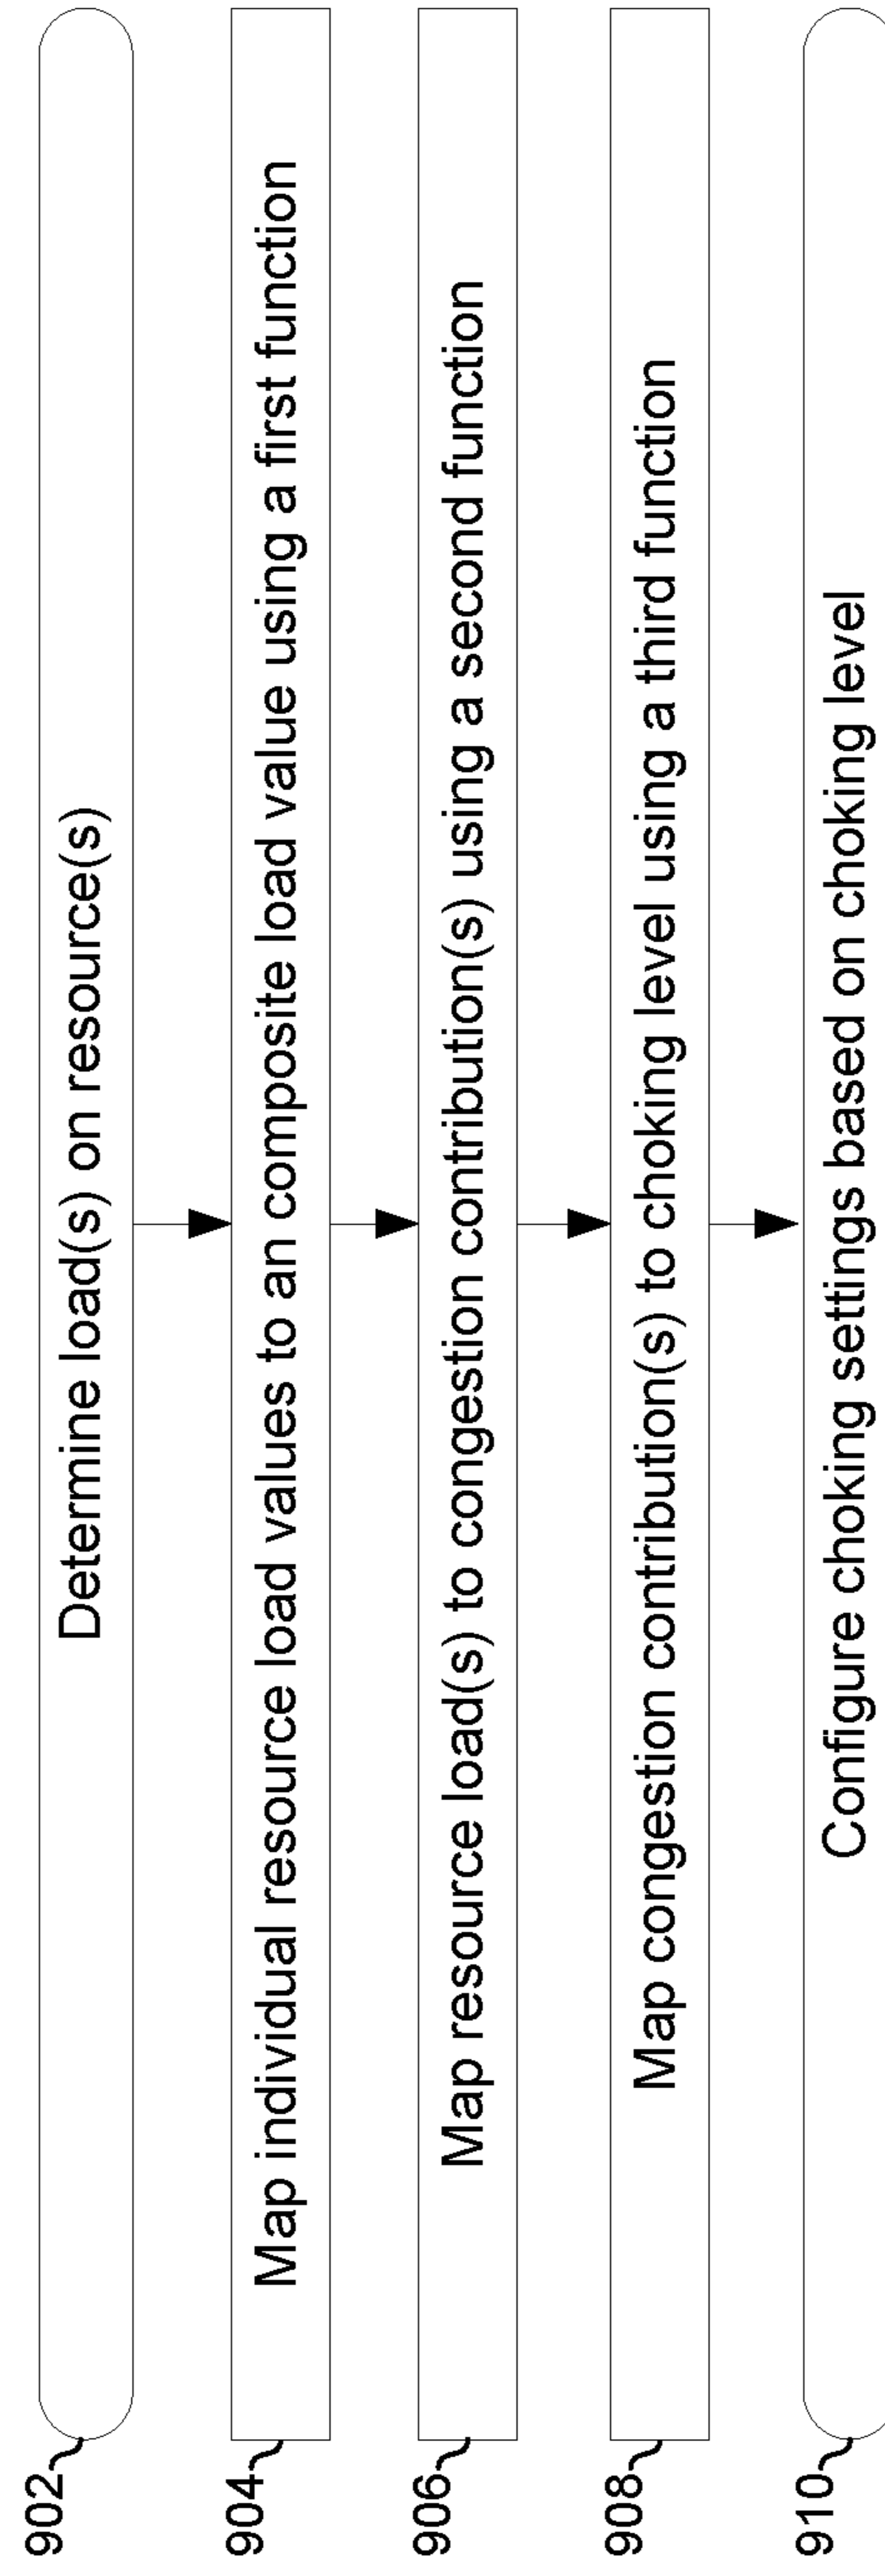 902
Determine load(s) on resource(s)
904
Map individual resource load values to an composite load value using a first function
906
Map resource load(s) to congestion contribution(s) using a second function
908
Map congestion contribution(s) to choking level using a third function
910
Configure choking settings based on choking level